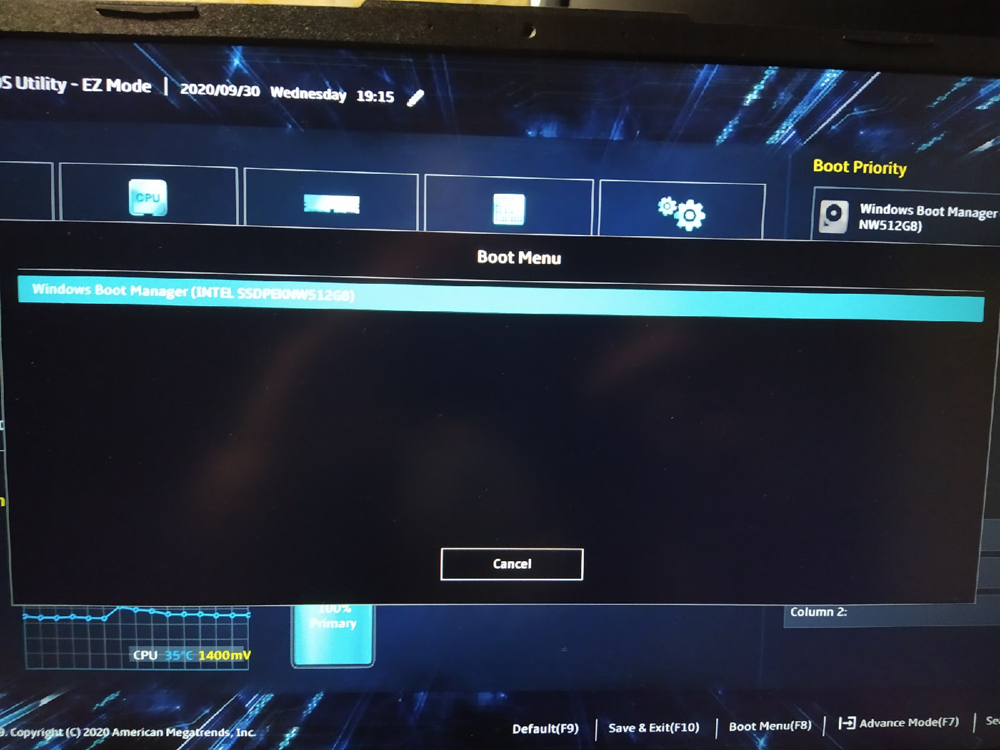 S Utility - EZ Mode | 2020/09/30 Wednesday 19:15
CPU
Boot Priority
Windows Boot Manager
NW512G8)
Boot Menu
Windows Boot Manager (INTEL SSDPEKNW512G8)
Cancel
100%
Primary
Column 2:
CPU 35°C 1400mV
9. Copyright (C) 2020 American Megatrends, Inc.
Default(F9) | Save & Exit(F10) | Boot Menu(F8) | Advance Mode(F7) |